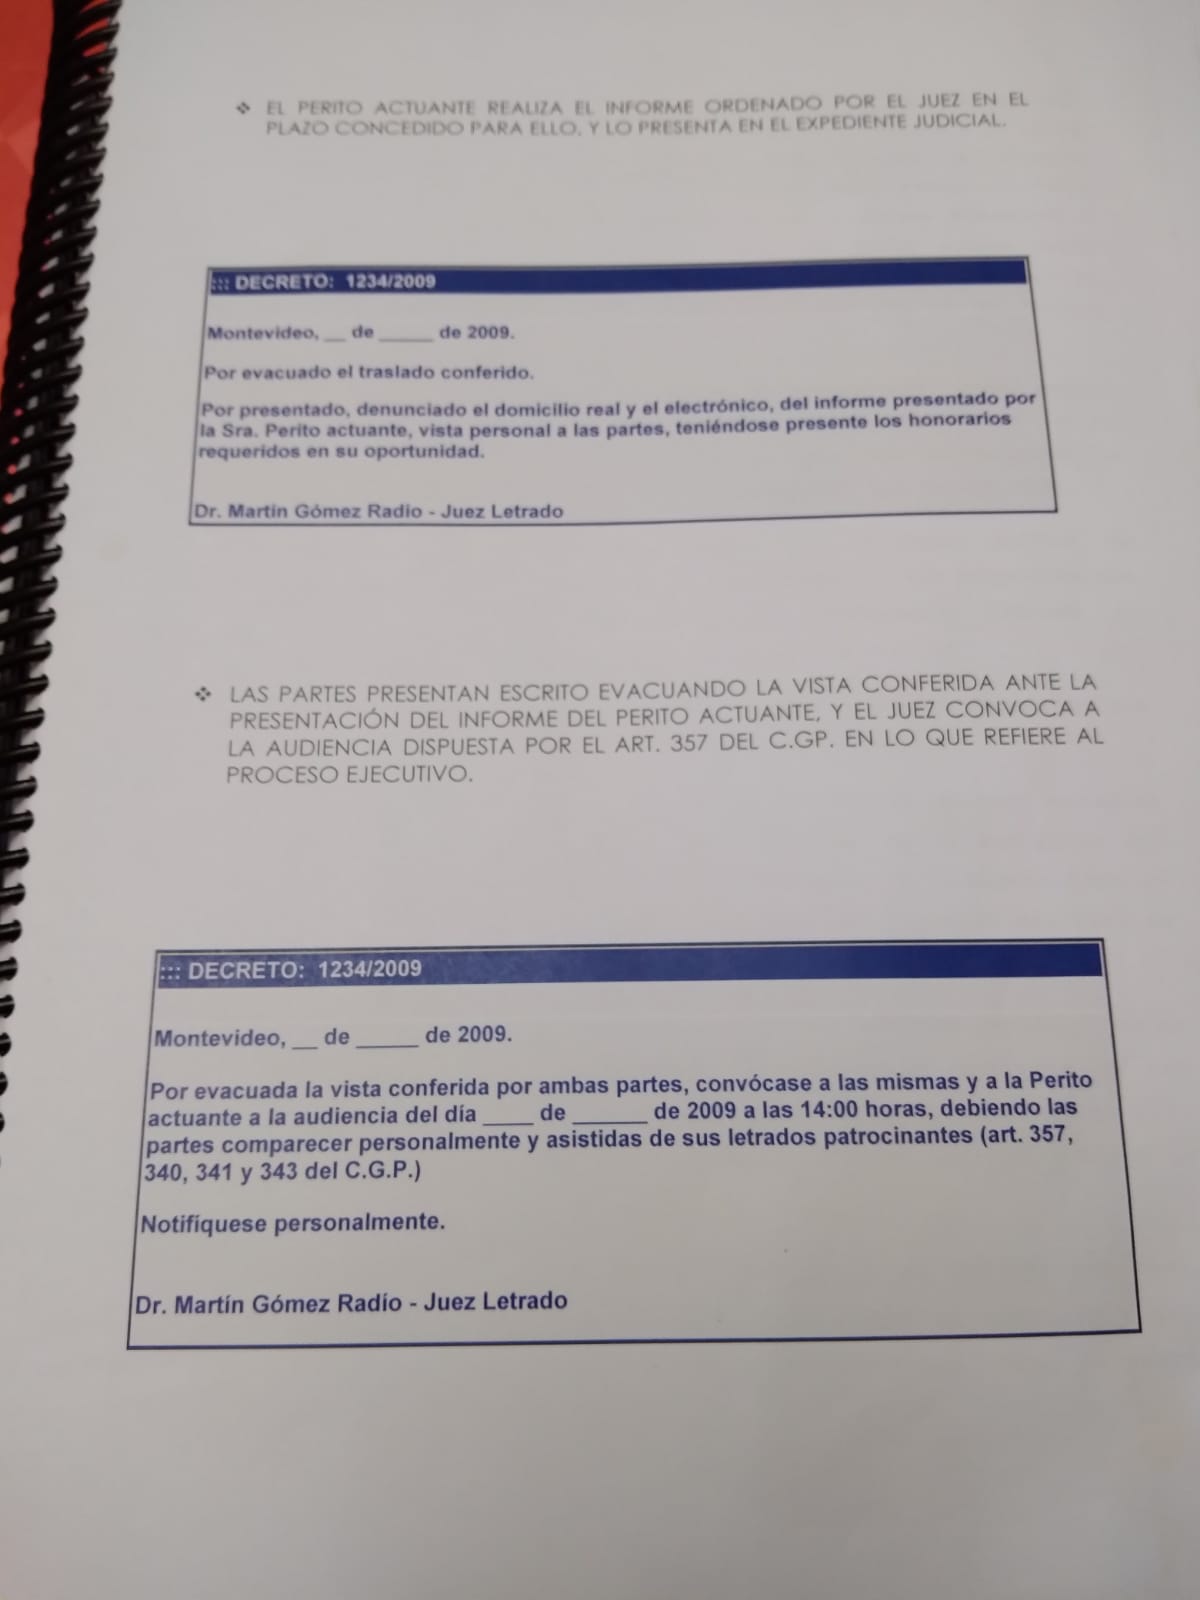 ❖ EL PERITO ACTUANTE REALIZA EL INFORME ORDENADO POR EL JUEZ EN EL
PLAZO CONCEDIDO PARA ELLO, Y LO PRESENTA EN EL EXPEDIENTE JUDICIAL.
::: DECRETO: 1234/2009
Montevideo, __ de _____ de 2009.
Por evacuado el traslado conferido.
Por presentado, denunciado el domicilio real y el electrónico, del informe presentado por
la Sra. Perito actuante, vista personal a las partes, teniéndose presente los honorarios
requeridos en su oportunidad.
Dr. Martín Gómez Radio - Juez Letrado
❖ LAS PARTES PRESENTAN ESCRITO EVACUANDO LA VISTA CONFERIDA ANTE LA
PRESENTACIÓN DEL INFORME DEL PERITO ACTUANTE, Y EL JUEZ CONVOCA A
LA AUDIENCIA DISPUESTA POR EL ART. 357 DEL C.GP. EN LO QUE REFIERE AL
PROCESO EJECUTIVO.
::: DECRETO: 1234/2009
Montevideo, __ de _____ de 2009.
Por evacuada la vista conferida por ambas partes, convócase a las mismas y a la Perito
actuante a la audiencia del día ____ de ______ de 2009 a las 14:00 horas, debiendo las
partes comparecer personalmente y asistidas de sus letrados patrocinantes (art. 357,
340, 341 y 343 del C.G.P.)
Notifíquese personalmente.
Dr. Martín Gómez Radío - Juez Letrado